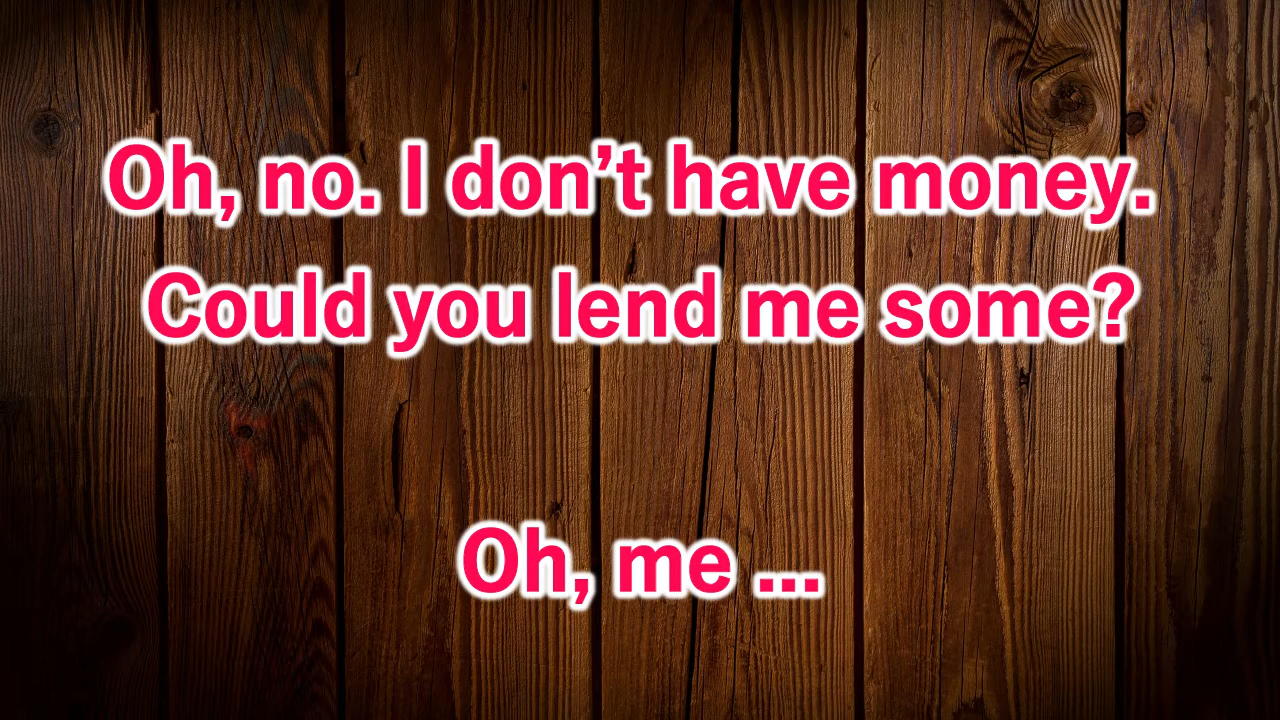 Oh, no. I don’t have money.
Could you lend me some?
Oh, me ...